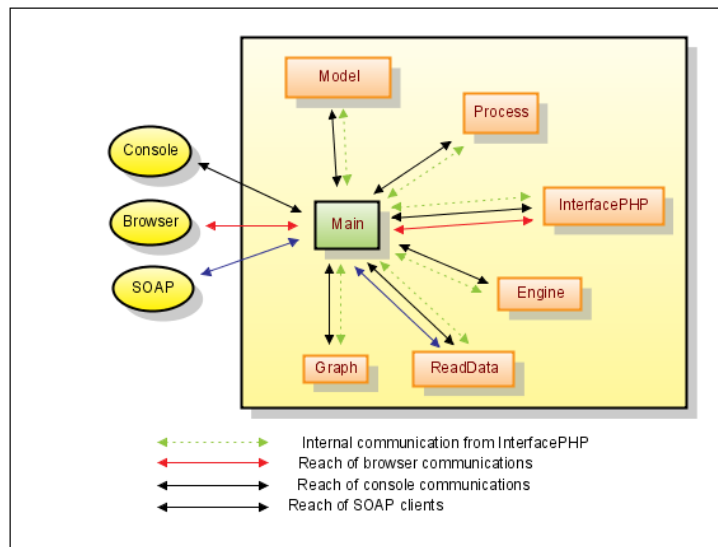 Model
Process
Console
InterfacePHP
Browser
Main
SOAP
Engine
Graph
ReadData
Internal communication from InterfacePHP
Reach of browser communications
Reach of console communications
Reach of SOAP clients